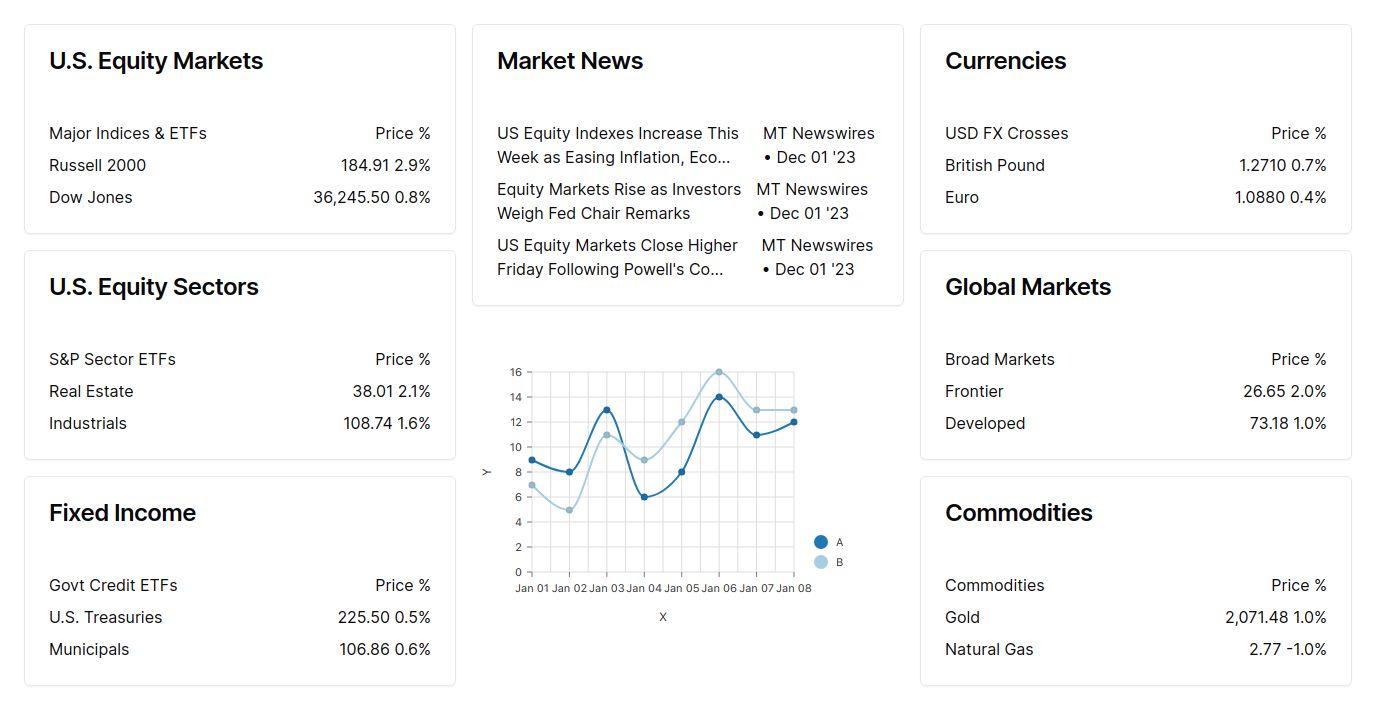 U.S. Equity Markets
Major Indices & ETFs Price %
Russell 2000 184.91 2.9%
Dow Jones 36,245.50 0.8%
U.S. Equity Sectors
S&P Sector ETFs Price %
Real Estate 38.01 2.1%
Industrials 108.74 1.6%
Fixed Income
Govt Credit ETFs Price %
U.S. Treasuries 225.50 0.5%
Municipals 106.86 0.6%
Market News
US Equity Indexes Increase This MT Newswires
Week as Easing Inflation, Eco... • Dec 01 '23
Equity Markets Rise as Investors MT Newswires
Weigh Fed Chair Remarks • Dec 01 '23
US Equity Markets Close Higher MT Newswires
Friday Following Powell's Co... • Dec 01 '23
16
14
12
10
8
6
4
2
0
Y
Jan 01 Jan 02 Jan 03 Jan 04 Jan 05 Jan 06 Jan 07 Jan 08
X
A
B
Currencies
USD FX Crosses Price %
British Pound 1.2710 0.7%
Euro 1.0880 0.4%
Global Markets
Broad Markets Price %
Frontier 26.65 2.0%
Developed 73.18 1.0%
Commodities
Commodities Price %
Gold 2,071.48 1.0%
Natural Gas 2.77 -1.0%